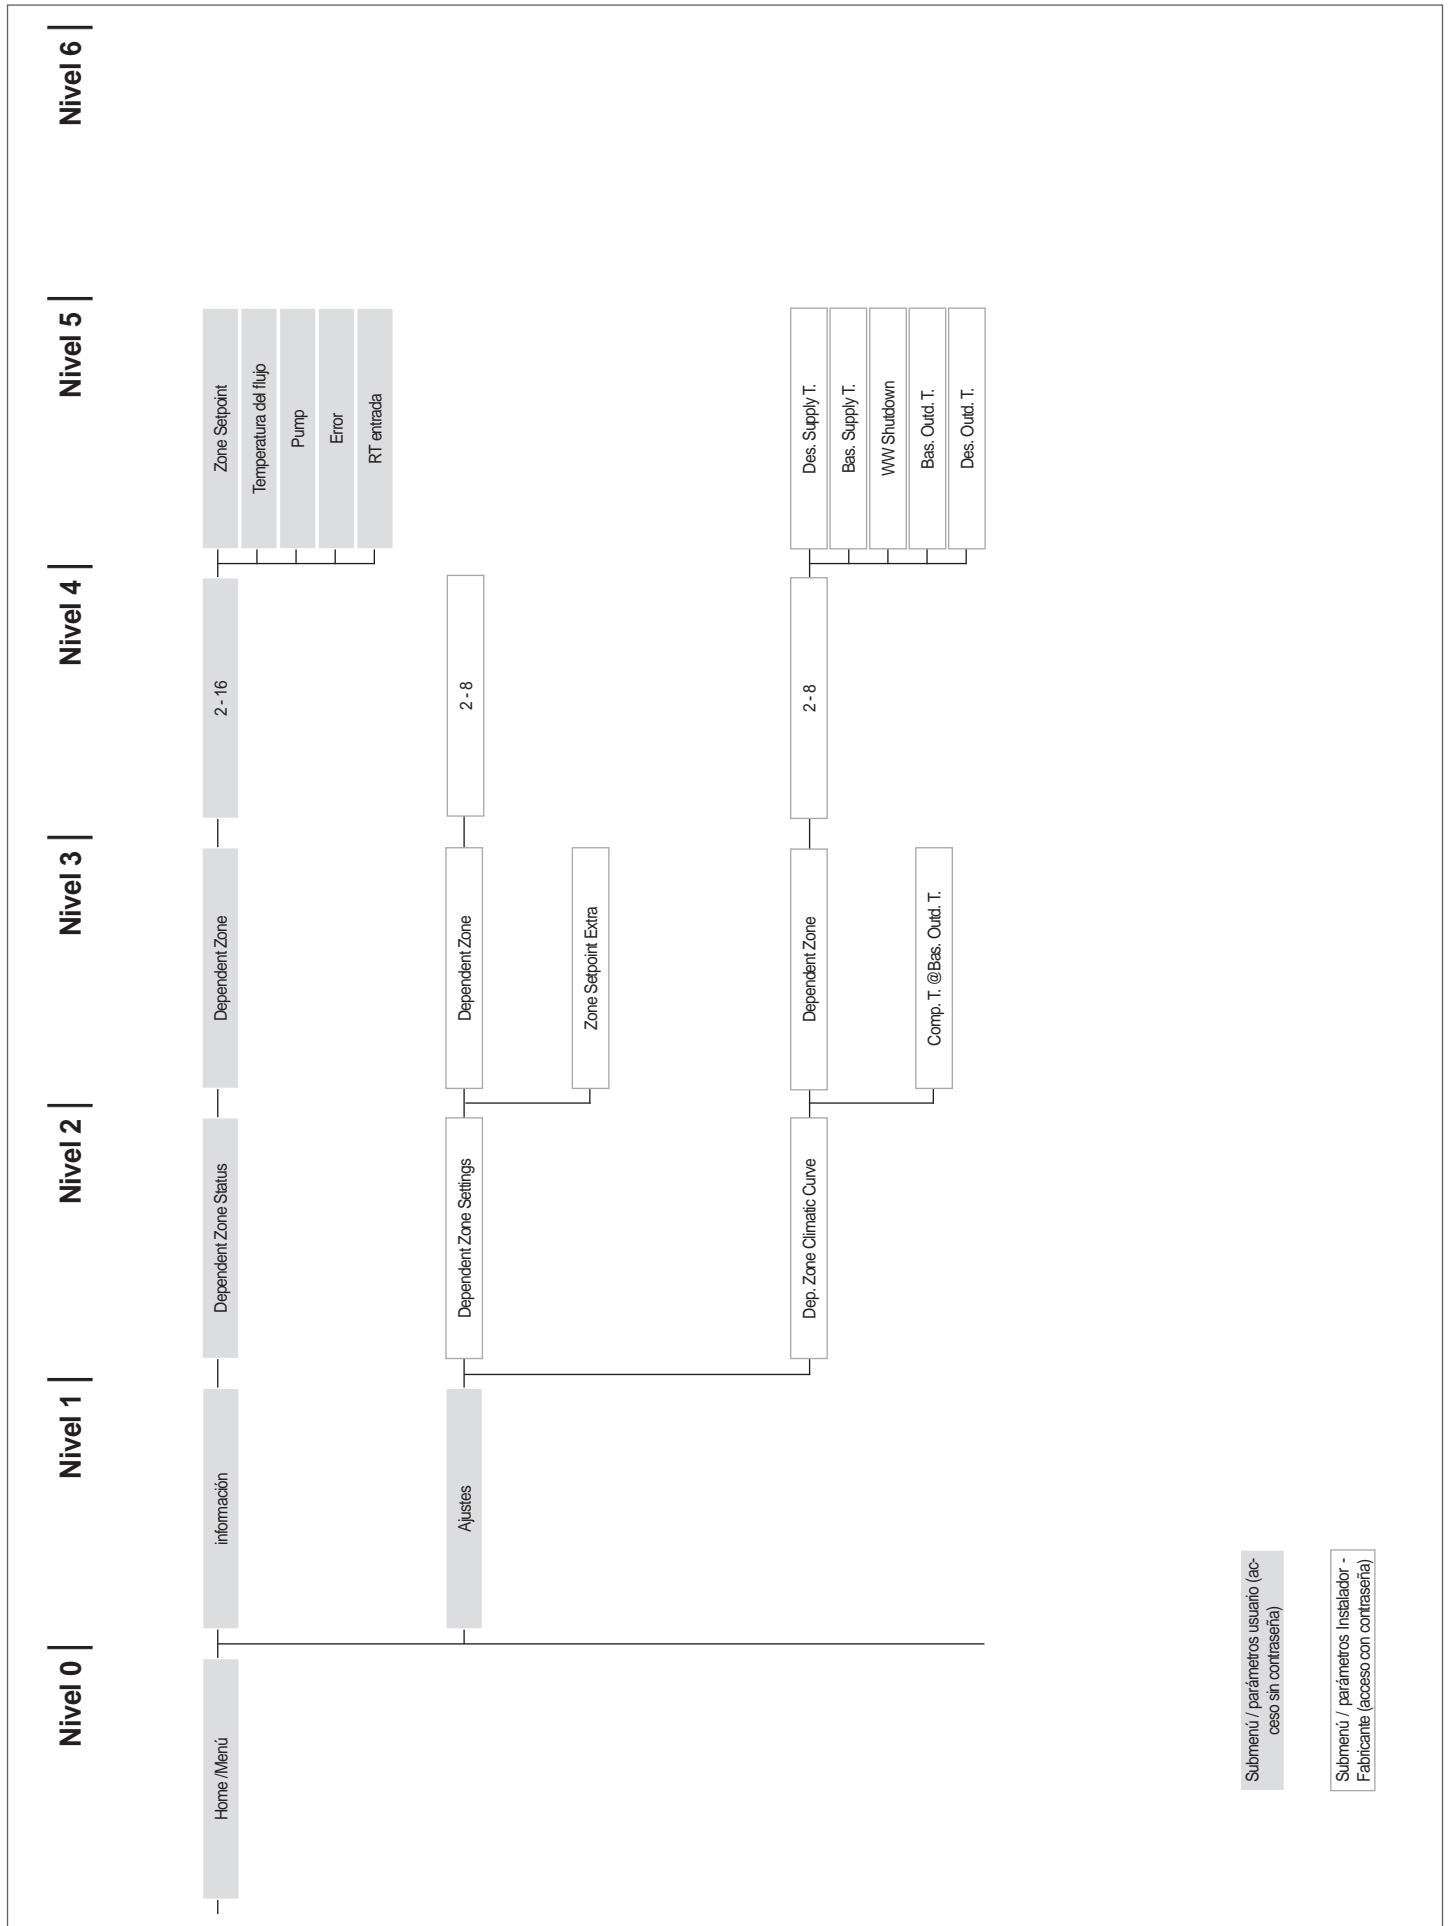 Nivel 0
Nivel 1
Nivel 2
Nivel 3
Nivel 4
Nivel 5
Nivel 6
Home /Menú
información
Dependent Zone Status
Dependent Zone
2 - 16
Zone Setpoint
Temperatura del flujo
Pump
Error
RT entrada
Ajustes
Dependent Zone Settings
Dependent Zone
2 - 8
Zone Setpoint Extra
Dep. Zone Climatic Curve
Dependent Zone
2 - 8
Des. Supply T.
Bas. Supply T.
WW Shutdown
Bas. Outd. T.
Des. Outd. T.
Comp. T. @Bas. Outd. T.
Submenú / parámetros usuario (ac-
ceso sin contraseña)
Submenú / parámetros Instalador -
Fabricante (acceso con contraseña)